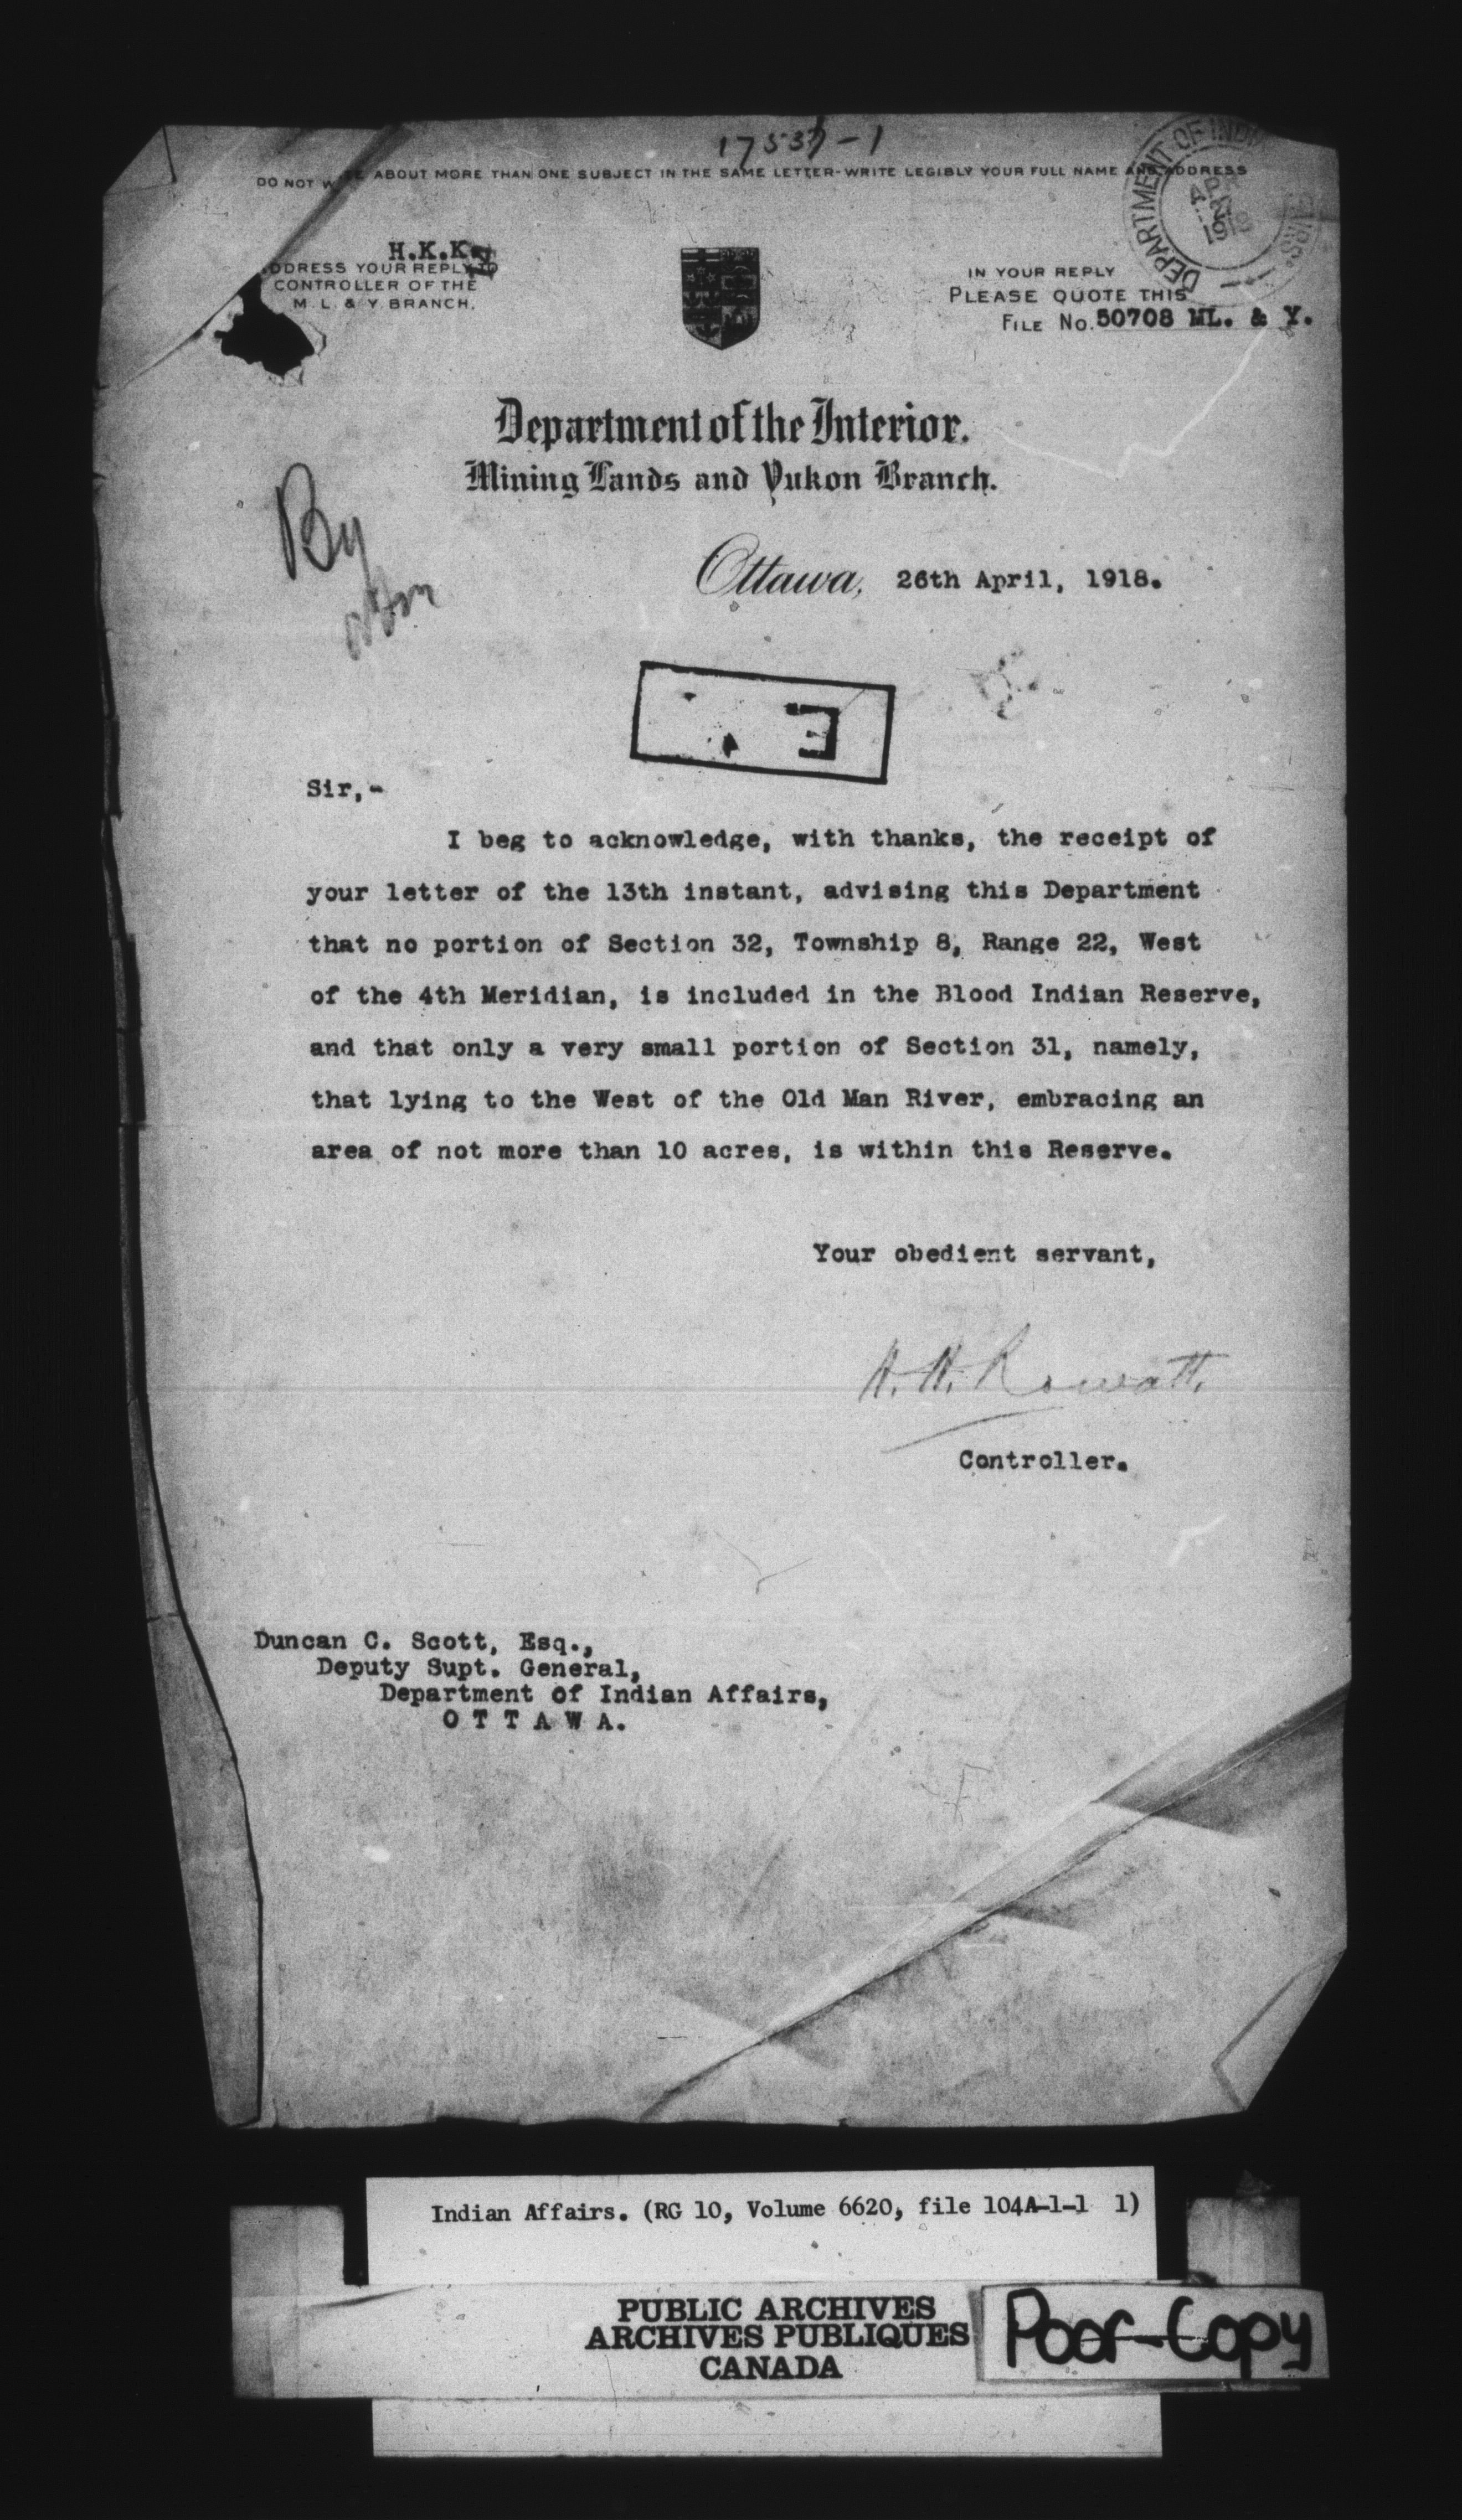 17537-1
DO NOT WRITE ABOUT MORE THAN ONE SUBJECT IN THE SAME LETTER-WRITE LEGIBLY YOUR FULL NAME AND ADDRESS
DEPARTMENT OF INDIAN AFFAIRS
H.K.K.
ADDRESS YOUR REPLY TO
CONTROLLER OF THE
M. L. & Y. BRANCH.
IN YOUR REPLY
PLEASE QUOTE THIS
FILE No. 50708 ML. & Y.
Department of the Interior.
Mining Lands and Yukon Branch.
By
Ottawa, 26th April, 1918.
Sir,-
I beg to acknowledge, with thanks, the receipt of
your letter of the 13th instant, advising this Department
that no portion of Section 32, Township 8, Range 22, West
of the 4th Meridian, is included in the Blood Indian Reserve,
and that only a very small portion of Section 31, namely,
that lying to the West of the Old Man River, embracing an
area of not more than 10 acres, is within this Reserve.
Your obedient servant,
H. H. Rowatt.
Controller.
Duncan C. Scott, Esq.,
Deputy Supt. General,
Department of Indian Affairs,
O T T A W A.
Indian Affairs. (RG 10, Volume 6620, file 104A-1-1 1)
PUBLIC ARCHIVES
ARCHIVES PUBLIQUES
CANADA
Poor-Copy